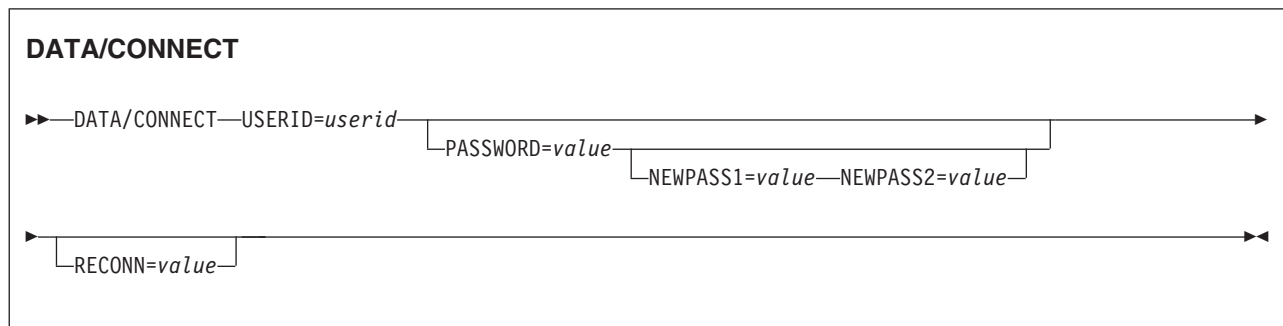 DATA/CONNECT
DATA/CONNECT USERID=userid
PASSWORD=value
NEWPASS1=value NEWPASS2=value
RECONN=value